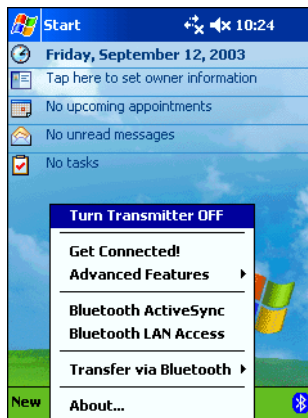 Start 10:24
Friday, September 12, 2003
Tap here to set owner information
No upcoming appointments
No unread messages
No tasks
Turn Transmitter OFF
Get Connected!
Advanced Features
Bluetooth ActiveSync
Bluetooth LAN Access
Transfer via Bluetooth
About...
New